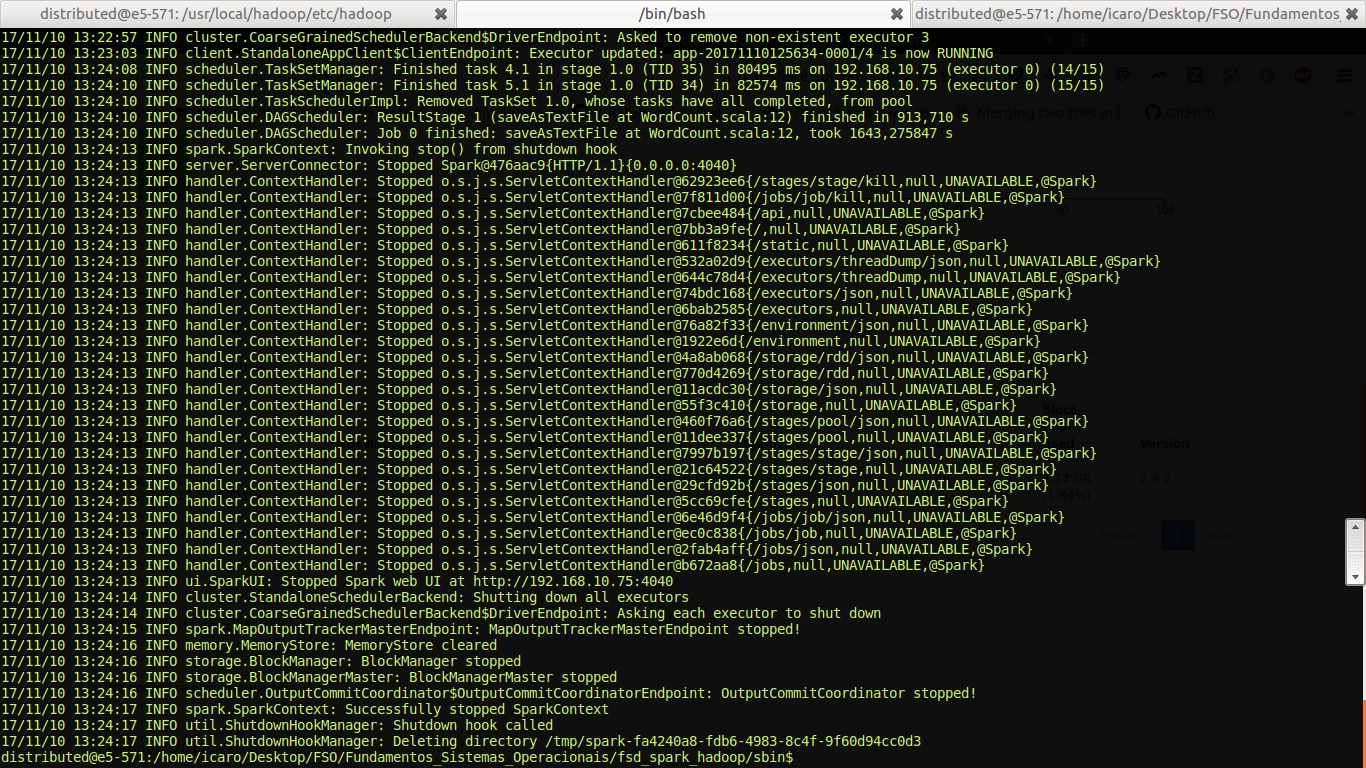 distributed@e5-571: /usr/local/hadoop/etc/hadoop
/bin/bash
distributed@e5-571: /home/icaro/Desktop/FSO/Fundamentos_
17/11/10 13:22:57 INFO cluster.CoarseGrainedSchedulerBackend$DriverEndpoint: Asked to remove non-existent executor 3
17/11/10 13:23:03 INFO client.StandaloneAppClient$ClientEndpoint: Executor updated: app-20171110125634-0001/4 is now RUNNING
17/11/10 13:24:08 INFO scheduler.TaskSetManager: Finished task 4.1 in stage 1.0 (TID 35) in 80495 ms on 192.168.10.75 (executor 0) (14/15)
17/11/10 13:24:10 INFO scheduler.TaskSetManager: Finished task 5.1 in stage 1.0 (TID 34) in 82574 ms on 192.168.10.75 (executor 0) (15/15)
17/11/10 13:24:10 INFO scheduler.TaskSchedulerImpl: Removed TaskSet 1.0, whose tasks have all completed, from pool
17/11/10 13:24:10 INFO scheduler.DAGScheduler: ResultStage 1 (saveAsTextFile at WordCount.scala:12) finished in 913,710 s
Merging two files in l...
GitHub
17/11/10 13:24:10 INFO scheduler.DAGScheduler: Job 0 finished: saveAsTextFile at WordCount.scala:12, took 1643,275847 s
17/11/10 13:24:13 INFO spark.SparkContext: Invoking stop() from shutdown hook
17/11/10 13:24:13 INFO server.ServerConnector: Stopped Spark@476aac9{HTTP/1.1}{0.0.0.0:4040}
17/11/10 13:24:13 INFO handler.ContextHandler: Stopped o.s.j.s.ServletContextHandler@62923ee6{/stages/stage/kill,null,UNAVAILABLE,@Spark}
17/11/10 13:24:13 INFO handler.ContextHandler: Stopped o.s.j.s.ServletContextHandler@7f811d00{/jobs/job/kill,null,UNAVAILABLE,@Spark}
17/11/10 13:24:13 INFO handler.ContextHandler: Stopped o.s.j.s.ServletContextHandler@7cbee484{/api,null,UNAVAILABLE,@Spark}
90
100
17/11/10 13:24:13 INFO handler.ContextHandler: Stopped o.s.j.s.ServletContextHandler@7bb3a9fe{/,null,UNAVAILABLE,@Spark}
17/11/10 13:24:13 INFO handler.ContextHandler: Stopped o.s.j.s.ServletContextHandler@611f8234{/static,null,UNAVAILABLE,@Spark}
17/11/10 13:24:13 INFO handler.ContextHandler: Stopped o.s.j.s.ServletContextHandler@532a02d9{/executors/threadDump/json,null,UNAVAILABLE,@Spark}
17/11/10 13:24:13 INFO handler.ContextHandler: Stopped o.s.j.s.ServletContextHandler@644c78d4{/executors/threadDump,null,UNAVAILABLE,@Spark}
17/11/10 13:24:13 INFO handler.ContextHandler: Stopped o.s.j.s.ServletContextHandler@74bdc168{/executors/json,null,UNAVAILABLE,@Spark}
17/11/10 13:24:13 INFO handler.ContextHandler: Stopped o.s.j.s.ServletContextHandler@6bab2585{/executors,null,UNAVAILABLE,@Spark}
17/11/10 13:24:13 INFO handler.ContextHandler: Stopped o.s.j.s.ServletContextHandler@76a82f33{/environment/json,null,UNAVAILABLE,@Spark}
17/11/10 13:24:13 INFO handler.ContextHandler: Stopped o.s.j.s.ServletContextHandler@1922e6d{/environment,null,UNAVAILABLE,@Spark}
17/11/10 13:24:13 INFO handler.ContextHandler: Stopped o.s.j.s.ServletContextHandler@4a8ab068{/storage/rdd/json,null,UNAVAILABLE,@Spark}
17/11/10 13:24:13 INFO handler.ContextHandler: Stopped o.s.j.s.ServletContextHandler@770d4269{/storage/rdd,null,UNAVAILABLE,@Spark}
17/11/10 13:24:13 INFO handler.ContextHandler: Stopped o.s.j.s.ServletContextHandler@11acdc30{/storage/json,null,UNAVAILABLE,@Spark}
17/11/10 13:24:13 INFO handler.ContextHandler: Stopped o.s.j.s.ServletContextHandler@55f3c410{/storage,null,UNAVAILABLE,@Spark}
Block
17/11/10 13:24:13 INFO handler.ContextHandler: Stopped o.s.j.s.ServletContextHandler@460f76a6{/stages/pool/json,null,UNAVAILABLE,@Spark}
17/11/10 13:24:13 INFO handler.ContextHandler: Stopped o.s.j.s.ServletContextHandler@11dee337{/stages/pool,null,UNAVAILABLE,@Spark}
Version
17/11/10 13:24:13 INFO handler.ContextHandler: Stopped o.s.j.s.ServletContextHandler@7997b197{/stages/stage/json,null,UNAVAILABLE,@Spark}
17/11/10 13:24:13 INFO handler.ContextHandler: Stopped o.s.j.s.ServletContextHandler@21c64522{/stages/stage,null,UNAVAILABLE,@Spark}
2.8.2
17/11/10 13:24:13 INFO handler.ContextHandler: Stopped o.s.j.s.ServletContextHandler@29cfd92b{/stages/json,null,UNAVAILABLE,@Spark}
(1.84%)
17/11/10 13:24:13 INFO handler.ContextHandler: Stopped o.s.j.s.ServletContextHandler@5cc69cfe{/stages,null,UNAVAILABLE,@Spark}
17/11/10 13:24:13 INFO handler.ContextHandler: Stopped o.s.j.s.ServletContextHandler@6e46d9f4{/jobs/job/json,null,UNAVAILABLE,@Spark}
17/11/10 13:24:13 INFO handler.ContextHandler: Stopped o.s.j.s.ServletContextHandler@ec0c838{/jobs/job,null,UNAVAILABLE,@Spark}
Previous
1
Next
17/11/10 13:24:13 INFO handler.ContextHandler: Stopped o.s.j.s.ServletContextHandler@2fab4aff{/jobs/json,null,UNAVAILABLE,@Spark}
17/11/10 13:24:13 INFO handler.ContextHandler: Stopped o.s.j.s.ServletContextHandler@b672aa8{/jobs,null,UNAVAILABLE,@Spark}
17/11/10 13:24:13 INFO ui.SparkUI: Stopped Spark web UI at http://192.168.10.75:4040
17/11/10 13:24:14 INFO cluster.StandaloneSchedulerBackend: Shutting down all executors
17/11/10 13:24:14 INFO cluster.CoarseGrainedSchedulerBackend$DriverEndpoint: Asking each executor to shut down
17/11/10 13:24:15 INFO spark.MapOutputTrackerMasterEndpoint: MapOutputTrackerMasterEndpoint stopped!
17/11/10 13:24:16 INFO memory.MemoryStore: MemoryStore cleared
17/11/10 13:24:16 INFO storage.BlockManager: BlockManager stopped
17/11/10 13:24:16 INFO storage.BlockManagerMaster: BlockManagerMaster stopped
17/11/10 13:24:16 INFO scheduler.OutputCommitCoordinator$OutputCommitCoordinatorEndpoint: OutputCommitCoordinator stopped!
17/11/10 13:24:17 INFO spark.SparkContext: Successfully stopped SparkContext
17/11/10 13:24:17 INFO util.ShutdownHookManager: Shutdown hook called
17/11/10 13:24:17 INFO util.ShutdownHookManager: Deleting directory /tmp/spark-fa4240a8-fdb6-4983-8c4f-9f60d94cc0d3
distributed@e5-571:/home/icaro/Desktop/FSO/Fundamentos_Sistemas_Operacionais/fsd_spark_hadoop/sbin$